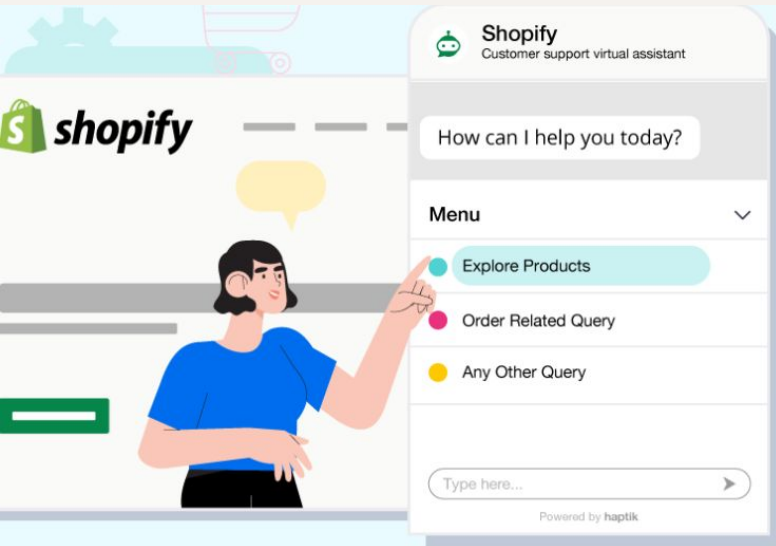 shopify
Shopify
Customer support virtual assistant
How can I help you today?
Menu
Explore Products
Order Related Query
Any Other Query
Type here...
Powered by haptik